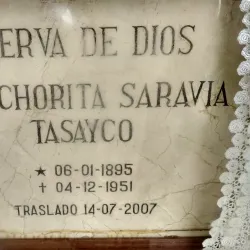 ERVA DE DIOS
CHORITA SARAVIA
TASAYCO
★ 06-01-1895
✝ 04-12-1951
TRASLADO 14-07-2007